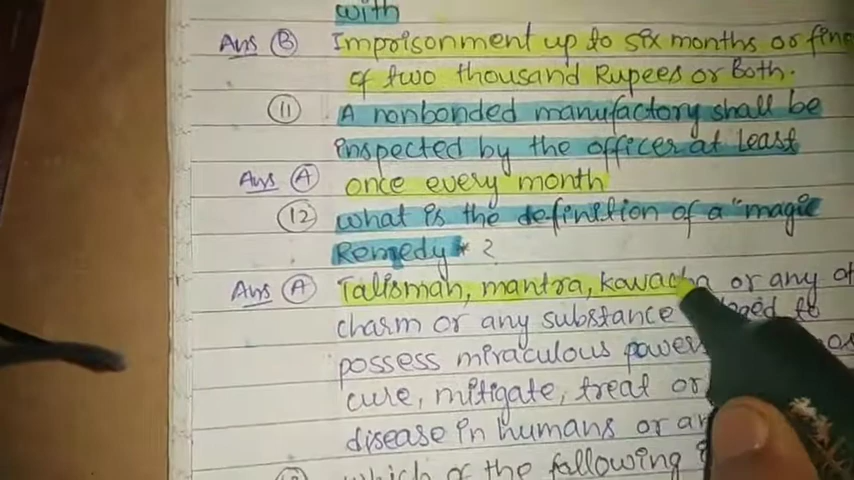 with
Ans (B) Imprisonment up to six months or fine
of two thousand Rupees or Both.
(11) A nonbonded manufactory shall be
inspected by the officer at Least
Ans (A) once every month
(12) what is the definition of a "magic
Remedy" ?
Ans (A) Talisman, mantra, kawacha or any
charm or any substance
possess miraculous powers
cure, mitigate, treat or
disease in humans or
which of the following